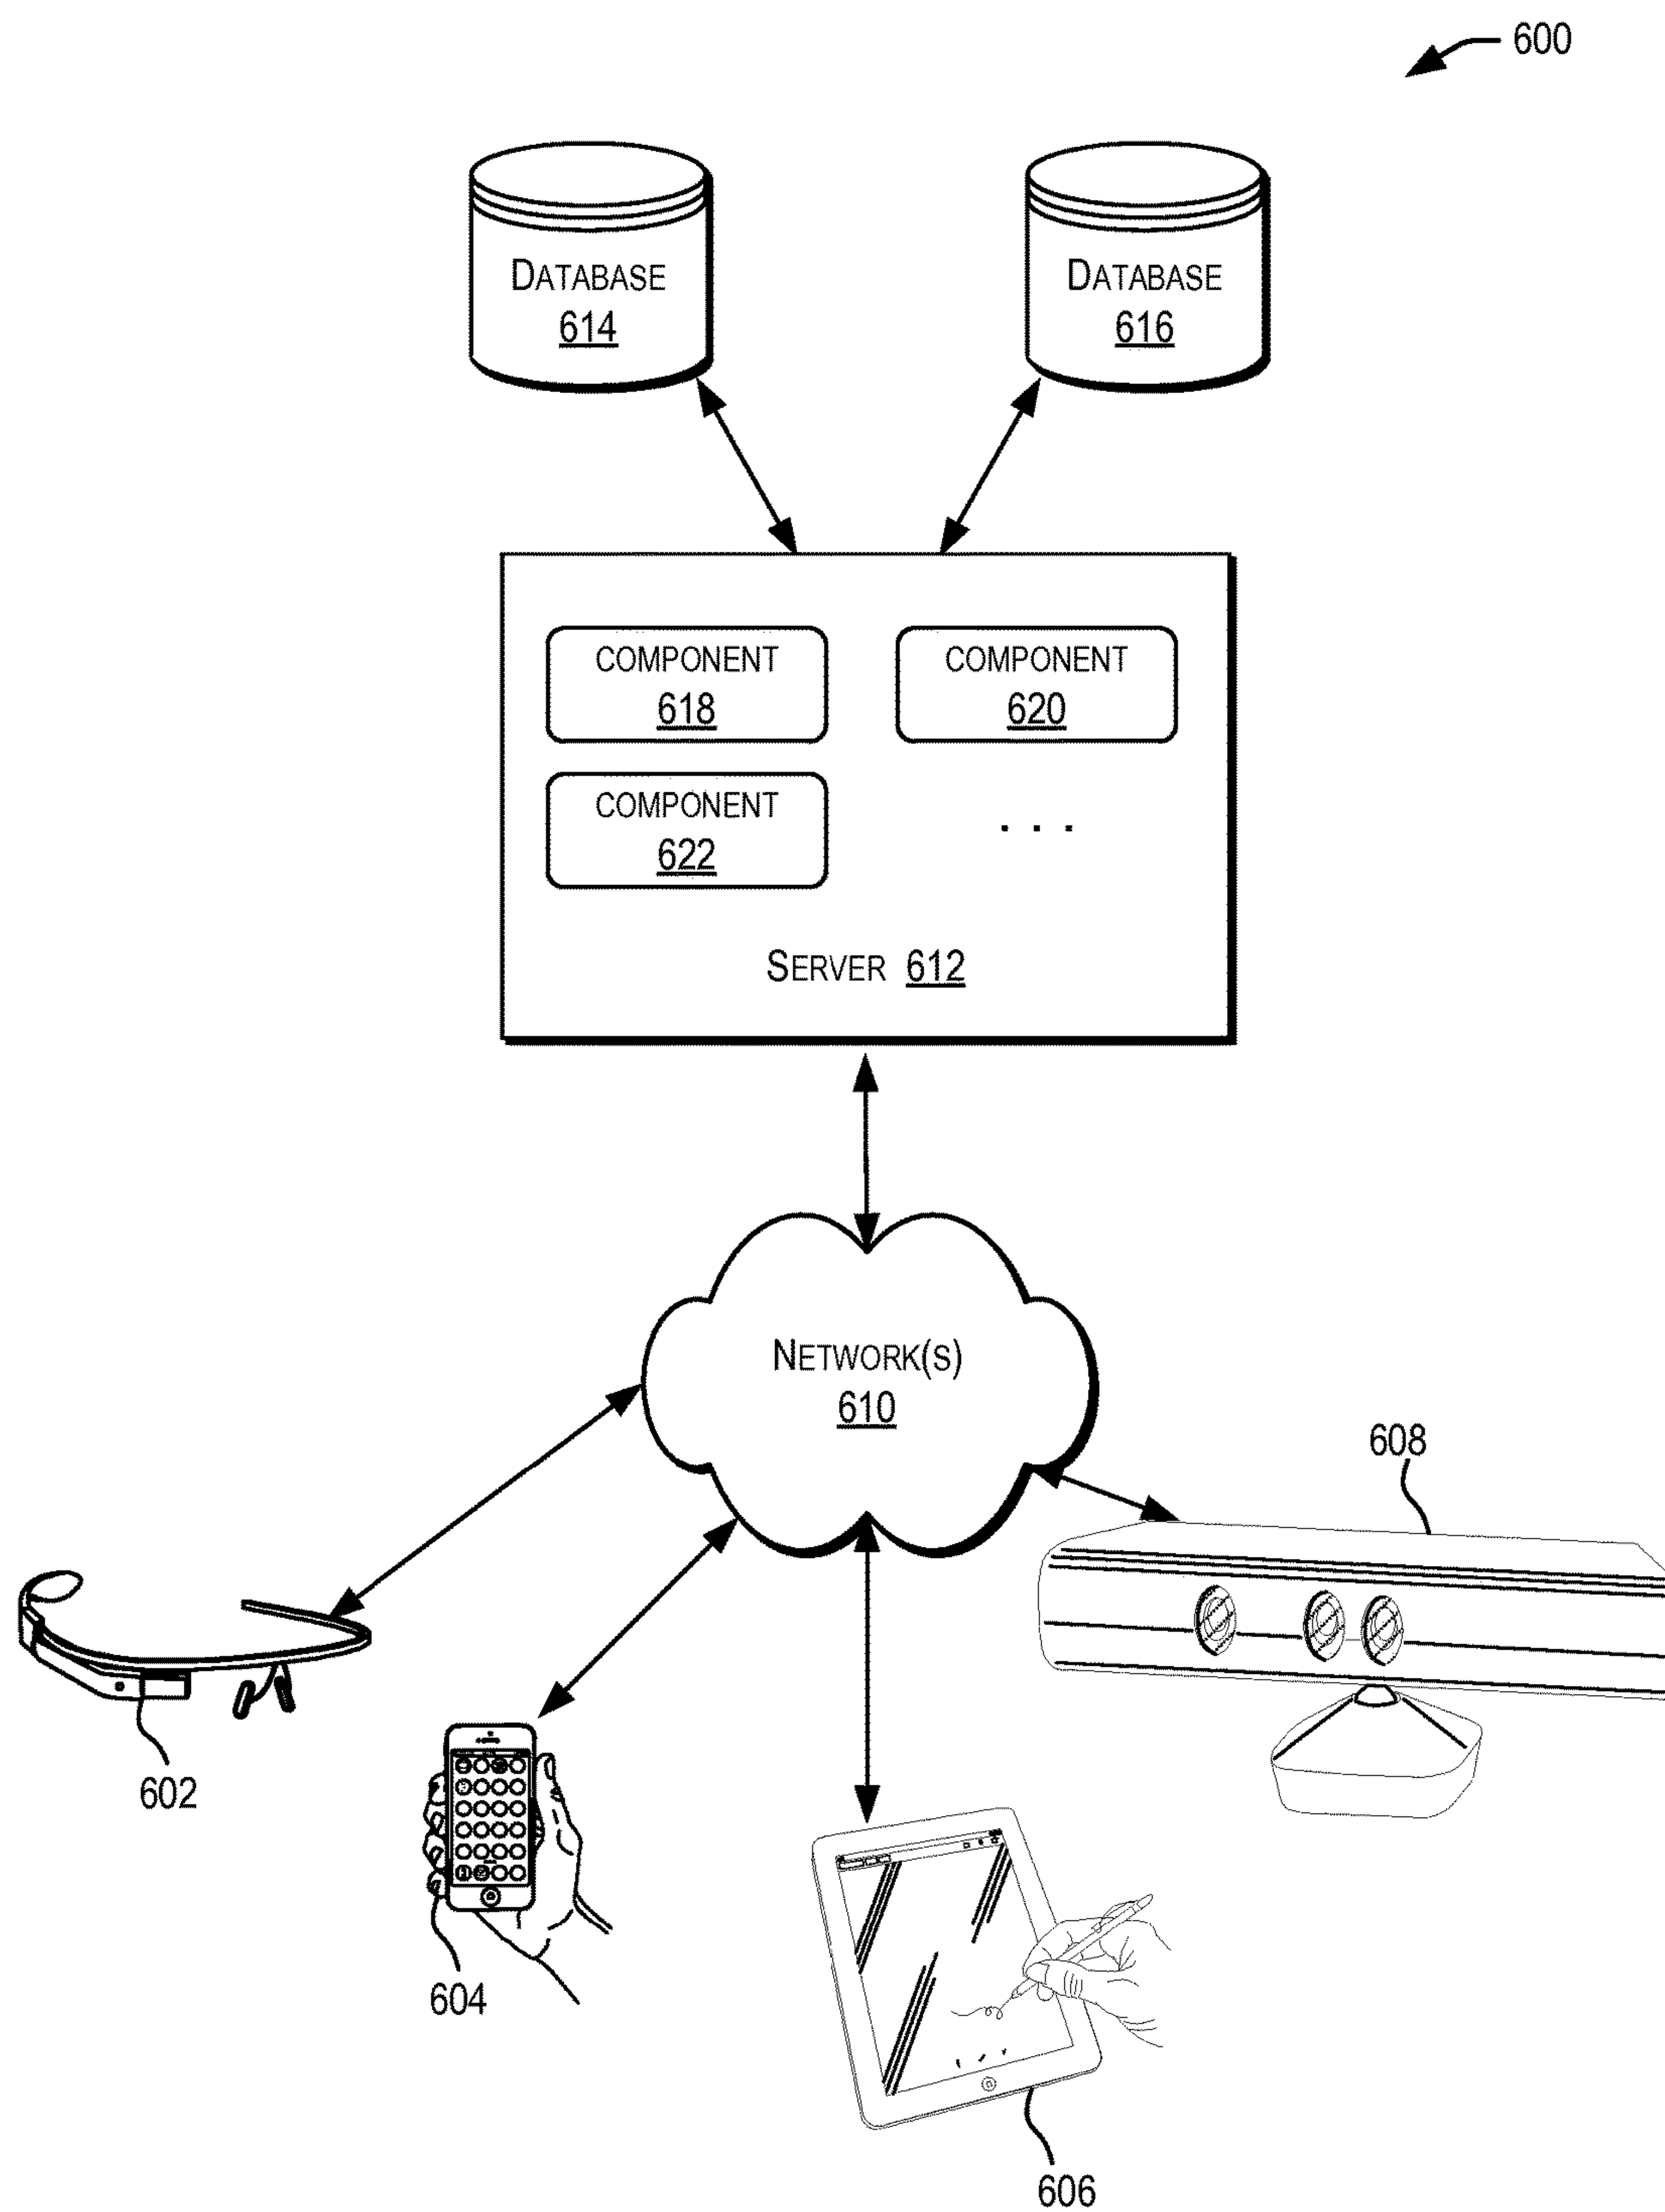 600
DATABASE
614
DATABASE
616
COMPONENT
618
COMPONENT
620
COMPONENT
622
. . .
SERVER 612
NETWORK(S)
610
608
602
604
606